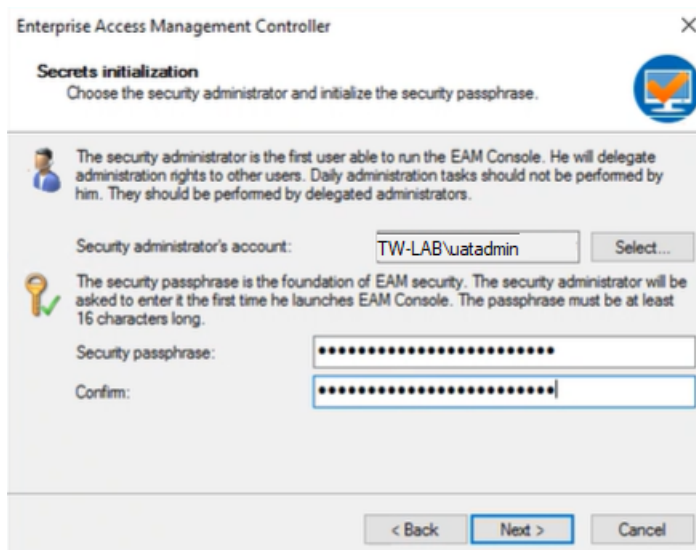 Enterprise Access Management Controller
Secrets initialization
Choose the security administrator and initialize the security passphrase.
The security administrator is the first user able to run the EAM Console. He will delegate
administration rights to other users. Daily administration tasks should not be performed by
him. They should be performed by delegated administrators.
Security administrator's account: TW-LAB\uatadmin Select...
The security passphrase is the foundation of EAM security. The security administrator will be
asked to enter it the first time he launches EAM Console. The passphrase must be at least
16 characters long.
Security passphrase:
Confirm:
< Back Next > Cancel